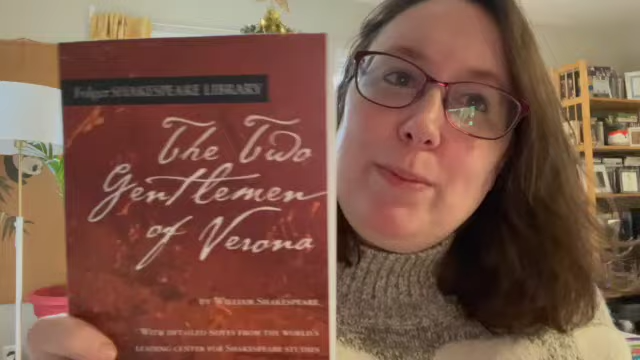 Folger SHAKESPEARE LIBRARY
The Two
Gentlemen
of Verona
BY WILLIAM SHAKESPEARE
WITH DETAILED NOTES FROM THE WORLD'S
LEADING CENTER FOR SHAKESPEARE STUDIES